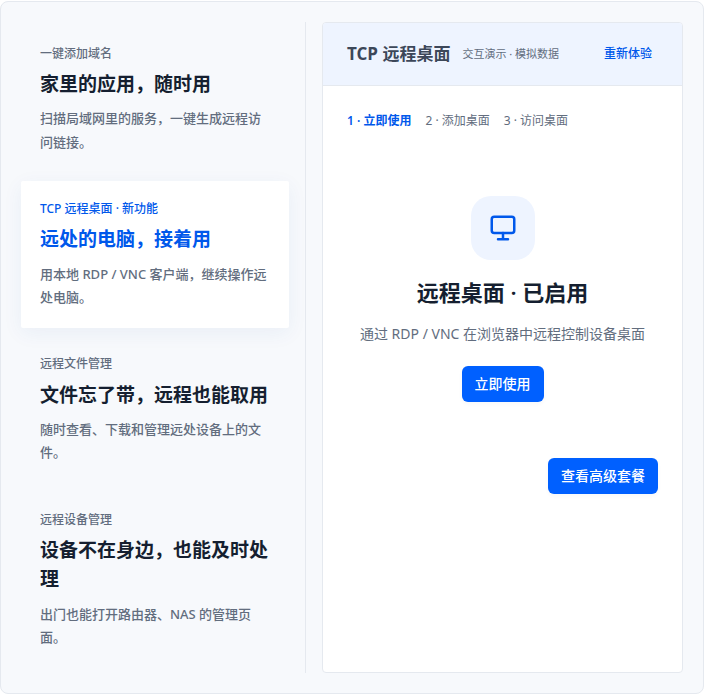 一键添加域名
家里的应用，随时用
扫描局域网里的服务，一键生成远程访
问链接。
TCP 远程桌面 · 新功能
远处的电脑，接着用
用本地 RDP / VNC 客户端，继续操作远
处电脑。
远程文件管理
文件忘了带，远程也能取用
随时查看、下载和管理远处设备上的文
件。
远程设备管理
设备不在身边，也能及时处
理
出门也能打开路由器、NAS 的管理页
面。
TCP 远程桌面 交互演示 · 模拟数据 重新体验
1 · 立即使用 2 · 添加桌面 3 · 访问桌面
远程桌面 · 已启用
通过 RDP / VNC 在浏览器中远程控制设备桌面
立即使用
查看高级套餐